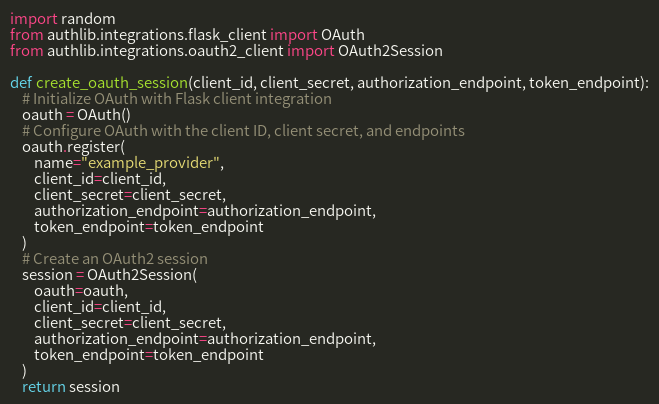 import random
from authlib.integrations.flask_client import OAuth
from authlib.integrations.oauth2_client import OAuth2Session

def create_oauth_session(client_id, client_secret, authorization_endpoint, token_endpoint):
    # Initialize OAuth with Flask client integration
    oauth = OAuth()
    # Configure OAuth with the client ID, client secret, and endpoints
    oauth.register(
        name="example_provider",
        client_id=client_id,
        client_secret=client_secret,
        authorization_endpoint=authorization_endpoint,
        token_endpoint=token_endpoint
    )
    # Create an OAuth2 session
    session = OAuth2Session(
        oauth=oauth,
        client_id=client_id,
        client_secret=client_secret,
        authorization_endpoint=authorization_endpoint,
        token_endpoint=token_endpoint
    )
    return session